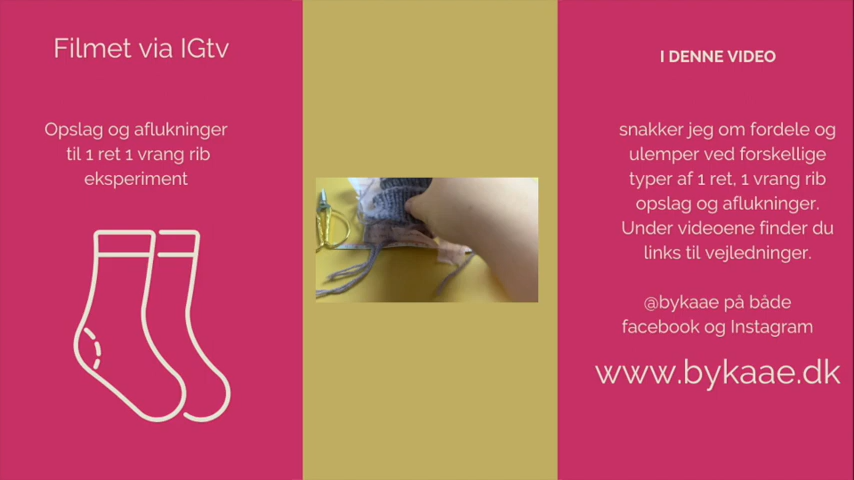 Filmet via IGtv
Opslag og aflukninger
til 1 ret 1 vrang rib
eksperiment
I DENNE VIDEO
snakker jeg om fordele og
ulemper ved forskellige
typer af 1 ret, 1 vrang rib
opslag og aflukninger.
Under videoene finder du
links til vejledninger.
@bykaae på både
facebook og Instagram
www.bykaae.dk